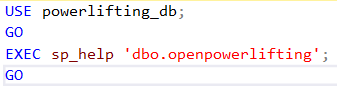 USE powerlifting_db;
GO
EXEC sp_help 'dbo.openpowerlifting';
GO